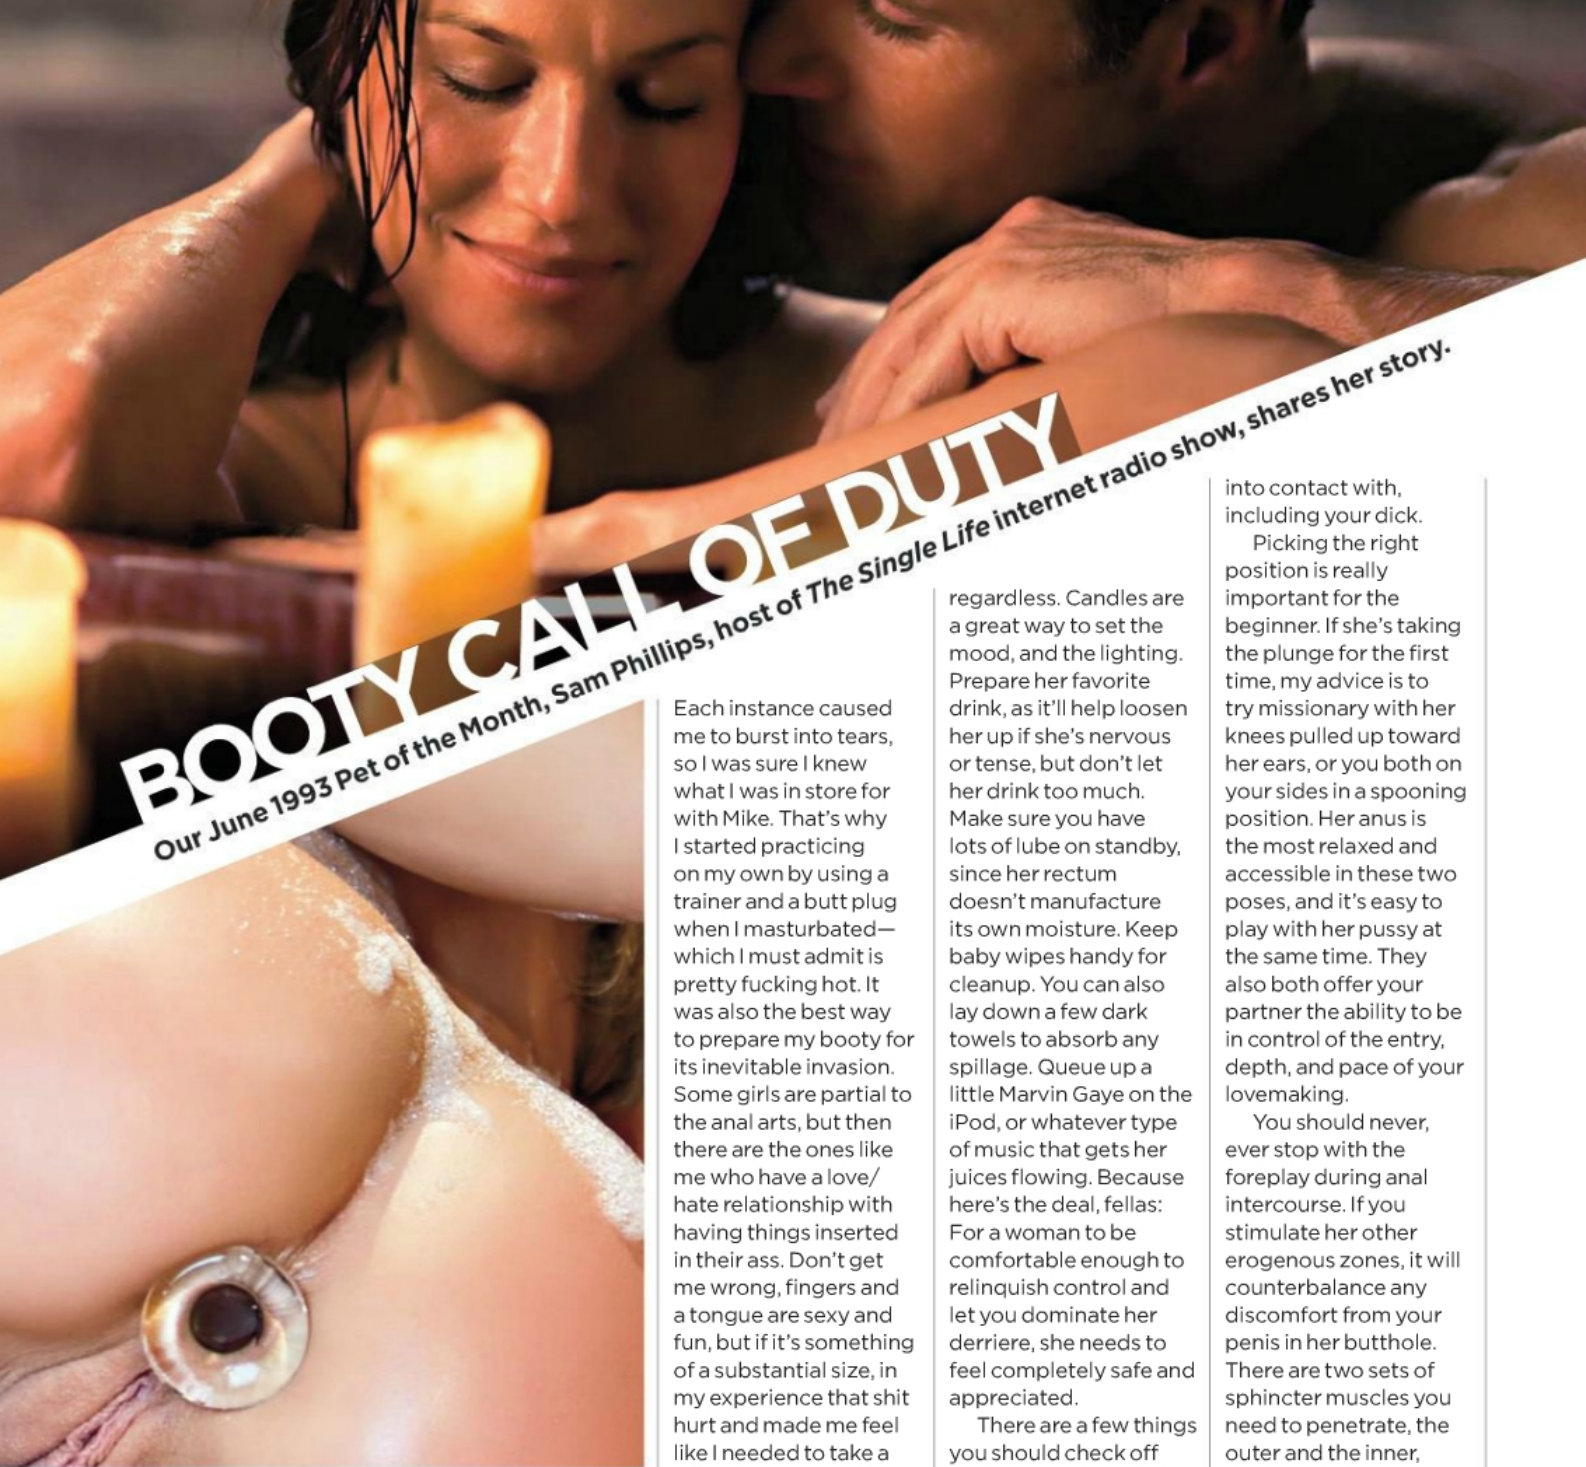 BOOTY CALL OF DUTY
Our June 1993 Pet of the Month, Sam Phillips, host of The Single Life internet radio show, shares her story.
Each instance caused
me to burst into tears,
so I was sure I knew
what I was in store for
with Mike. That's why
I started practicing
on my own by using a
trainer and a butt plug
when I masturbated—
which I must admit is
pretty fucking hot. It
was also the best way
to prepare my booty for
its inevitable invasion.
Some girls are partial to
the anal arts, but then
there are the ones like
me who have a love/
hate relationship with
having things inserted
in their ass. Don't get
me wrong, fingers and
a tongue are sexy and
fun, but if it's something
of a substantial size, in
my experience that shit
hurt and made me feel
like I needed to take a
regardless. Candles are
a great way to set the
mood, and the lighting.
Prepare her favorite
drink, as it'll help loosen
her up if she's nervous
or tense, but don't let
her drink too much.
Make sure you have
lots of lube on standby,
since her rectum
doesn't manufacture
its own moisture. Keep
baby wipes handy for
cleanup. You can also
lay down a few dark
towels to absorb any
spillage. Queue up a
little Marvin Gaye on the
iPod, or whatever type
of music that gets her
juices flowing. Because
here's the deal, fellas:
For a woman to be
comfortable enough to
relinquish control and
let you dominate her
derriere, she needs to
feel completely safe and
appreciated.
There are a few things
you should check off
into contact with,
including your dick.
Picking the right
position is really
important for the
beginner. If she's taking
the plunge for the first
time, my advice is to
try missionary with her
knees pulled up toward
her ears, or you both on
your sides in a spooning
position. Her anus is
the most relaxed and
accessible in these two
poses, and it's easy to
play with her pussy at
the same time. They
also both offer your
partner the ability to be
in control of the entry,
depth, and pace of your
lovemaking.
You should never,
ever stop with the
foreplay during anal
intercourse. If you
stimulate her other
erogenous zones, it will
counterbalance any
discomfort from your
penis in her butthole.
There are two sets of
sphincter muscles you
need to penetrate, the
outer and the inner,